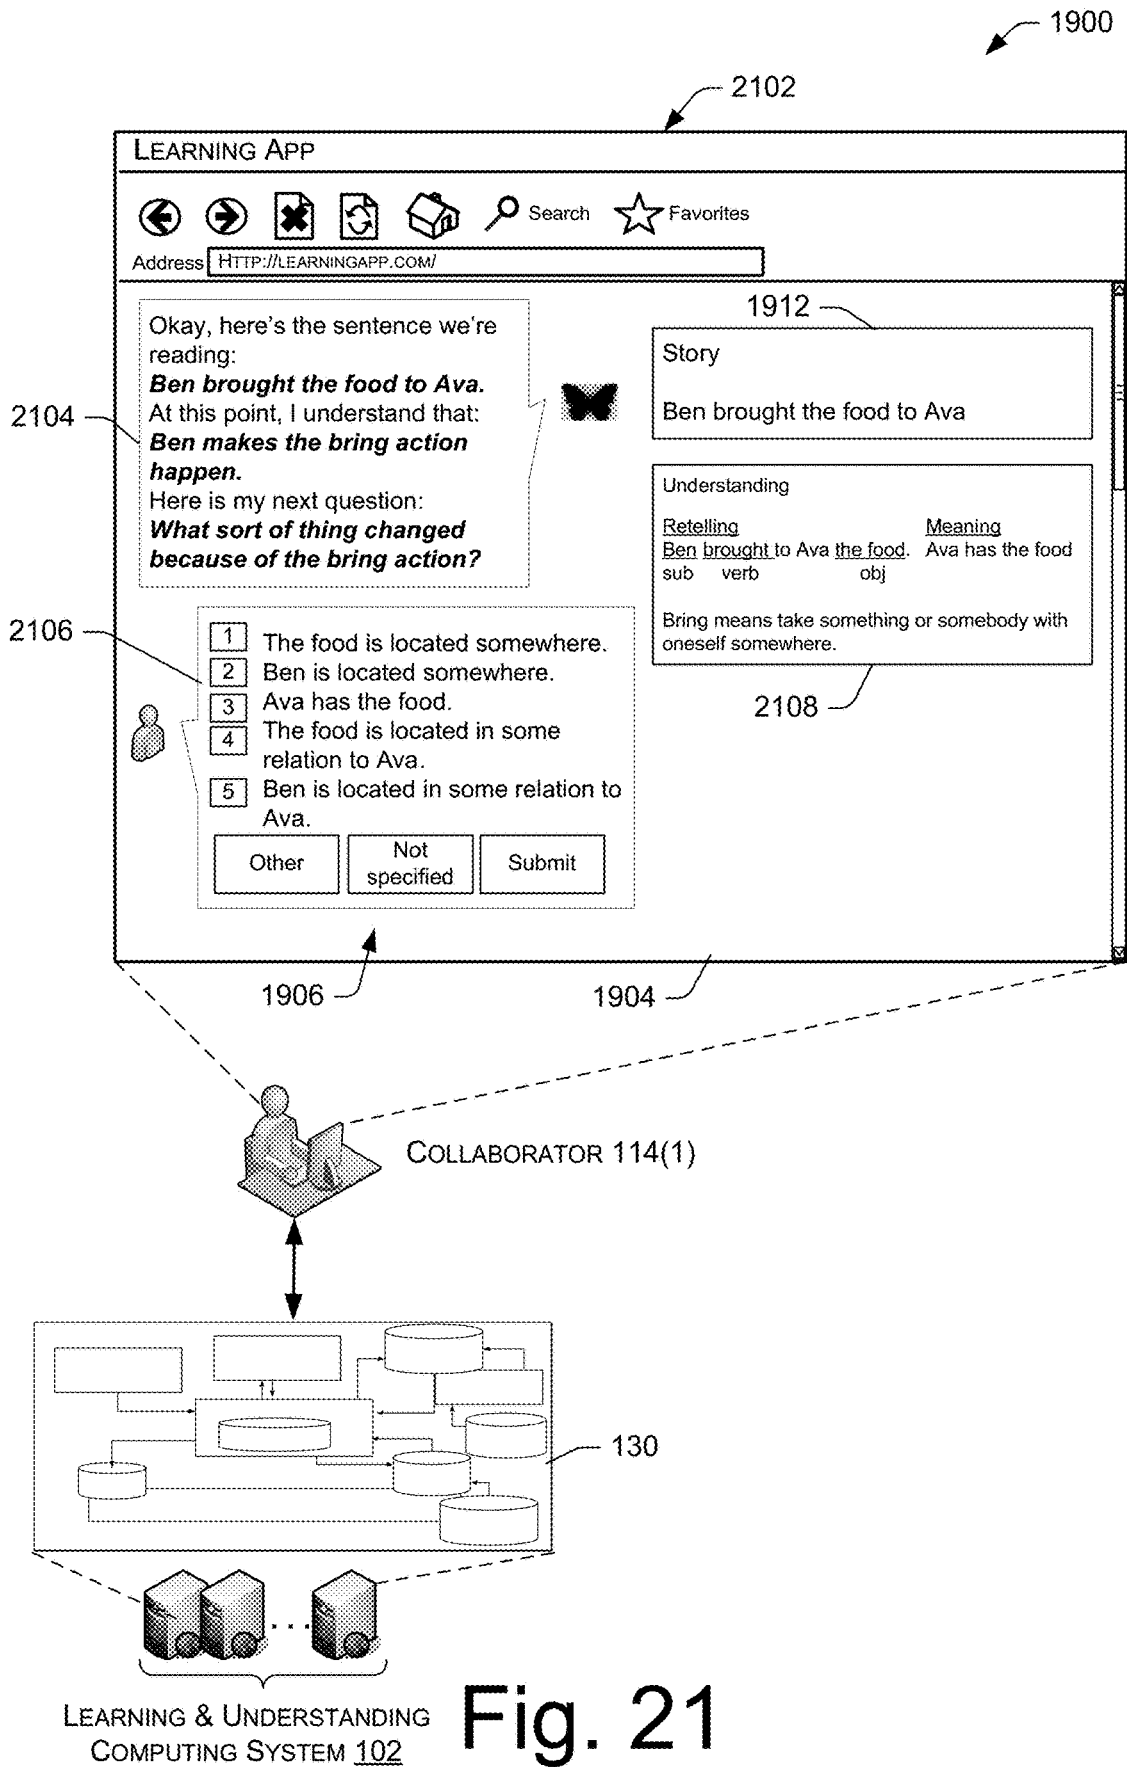 1900
2102
LEARNING APP
Search
Favorites
Address HTTP://LEARNINGAPP.COM/
Okay, here's the sentence we're
reading:
Ben brought the food to Ava.
At this point, I understand that:
Ben makes the bring action
happen.
Here is my next question:
What sort of thing changed
because of the bring action?
2104
1912
Story
Ben brought the food to Ava
Understanding
Retelling Meaning
Ben brought to Ava the food. Ava has the food
sub verb obj
Bring means take something or somebody with
oneself somewhere.
2108
2106
1 The food is located somewhere.
2 Ben is located somewhere.
3 Ava has the food.
4 The food is located in some
relation to Ava.
5 Ben is located in some relation to
Ava.
Other
Not
specified
Submit
1906
1904
COLLABORATOR 114(1)
130
. . .
LEARNING & UNDERSTANDING
COMPUTING SYSTEM 102
Fig. 21